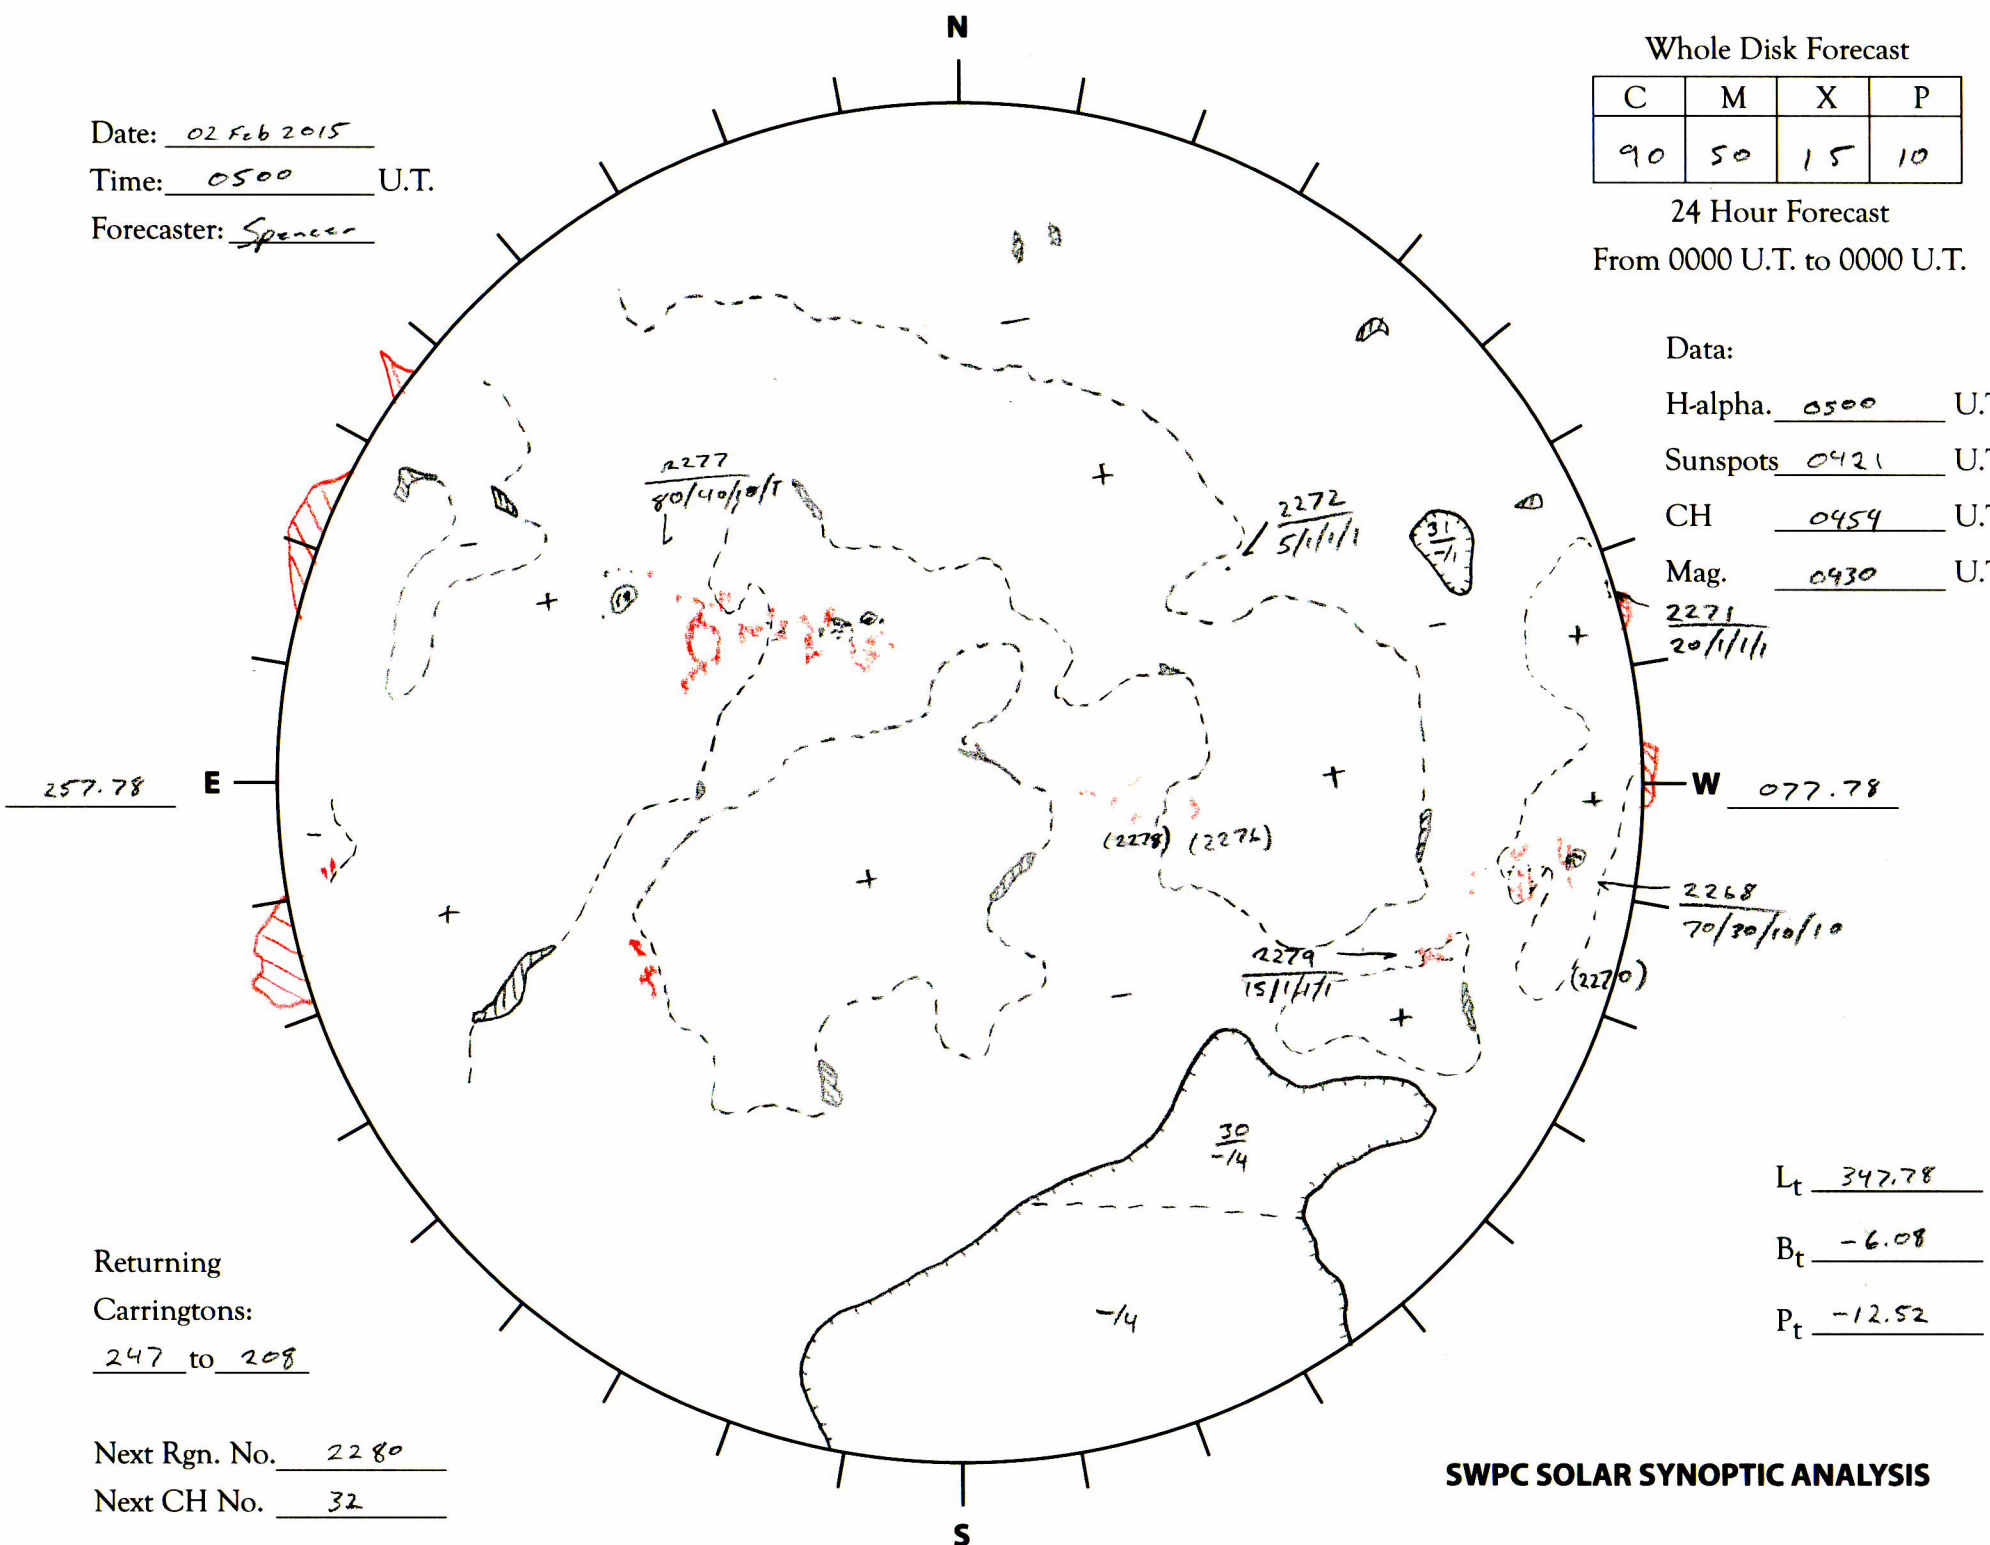 N
Date: 02 Feb 2015
Time: 0500 U.T.
Forecaster: Spencer
Whole Disk Forecast
C M X P
90 50 15 10
24 Hour Forecast
From 0000 U.T. to 0000 U.T.
Data:
H-alpha. 0500 U.T
Sunspots 0421 U.T
CH 0454 U.T
Mag. 0430 U.T
2277
80/40/10/T
2272
5/1/1/1
31
-/1
2271
20/1/1/1
257.78 E
W 077.78
(2278) (2276)
2268
70/30/10/10
2279
15/1/1/1
(2270)
30
-/4
-/4
Lt 347.78
Bt -6.08
Pt -12.52
Returning
Carringtons:
247 to 208
Next Rgn. No. 2280
Next CH No. 32
SWPC SOLAR SYNOPTIC ANALYSIS
S